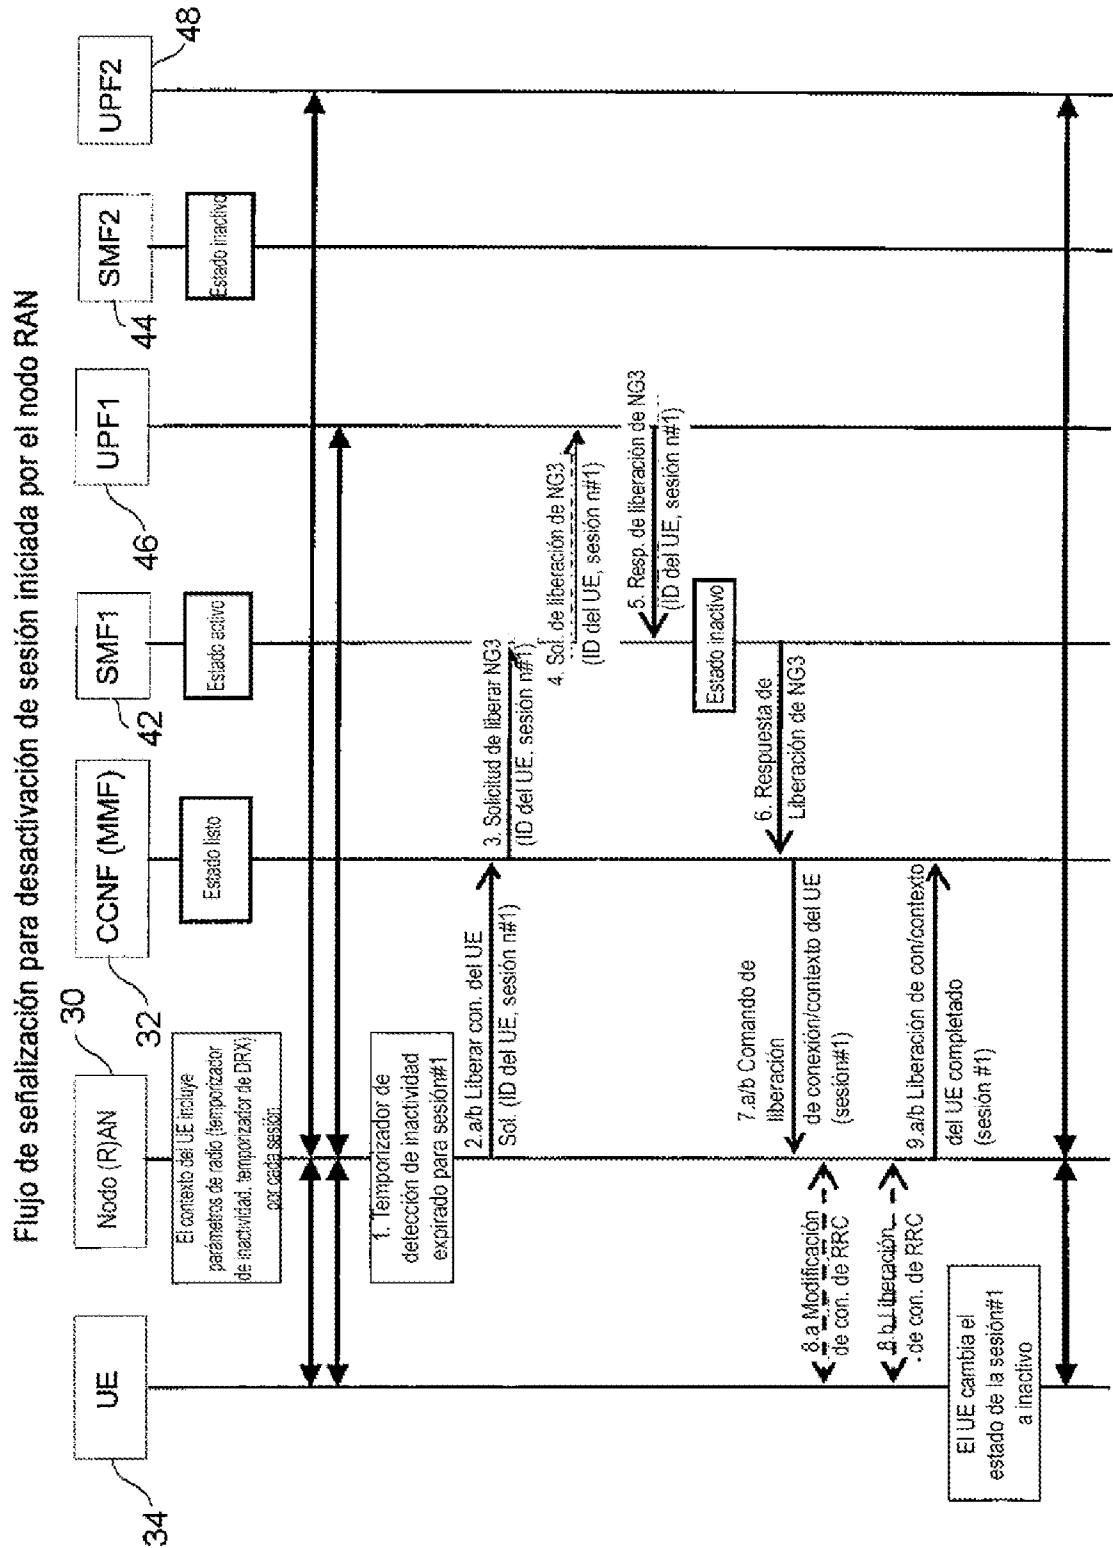 Flujo de señalización para desactivación de sesión iniciada por el nodo RAN
34
UE
30
Nodo (R)AN
32
CCNF (MMF)
42
SMF1
46
UPF1
44
SMF2
48
UPF2
El contexto del UE incluye
parámetros de radio (temporizador
de inactividad, temporizador de DRX)
por cada sesión
Estado listo
Estado activo
Estado inactivo
1. Temporizador de
detección de inactividad
expirado para sesión#1
2.a/b Liberar con. del UE
Sol. (ID del UE, sesión n#1)
3. Solicitud de liberar NG3
(ID del UE, sesión n#1)
4. Sol. de liberación de NG3
(ID del UE, sesión n#1)
5. Resp. de liberación de NG3
(ID del UE, sesión n#1)
Estado inactivo
6. Respuesta de
Liberación de NG3
7.a/b Comando de
liberación
de conexión/contexto del UE
(sesión#1)
8.a Modificación
de con. de RRC
8.b Liberación
de con. de RRC
9.a/b Liberación de con/contexto
del UE completado
(sesión #1)
El UE cambia el
estado de la sesión#1
a inactivo